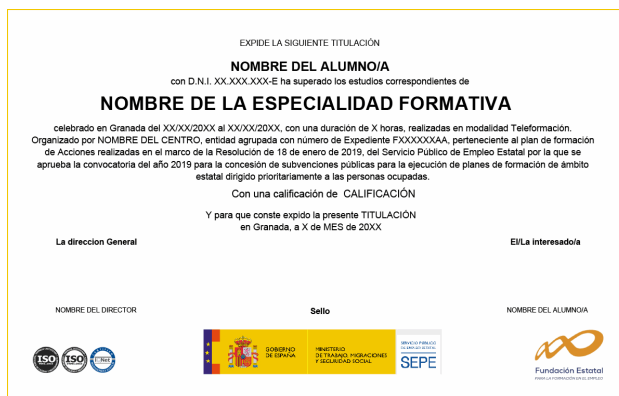 EXPIDE LA SIGUIENTE TITULACIÓN
NOMBRE DEL ALUMNO/A
con D.N.I. XX.XXX.XXX-E ha superado los estudios correspondientes de
NOMBRE DE LA ESPECIALIDAD FORMATIVA
celebrado en Granada del XX/XX/20XX al XX/XX/20XX, con una duración de X horas, realizadas en modalidad Teleformación.
Organizado por NOMBRE DEL CENTRO, entidad agrupada con número de Expediente FXXXXXXAA, perteneciente al plan de formación
de Acciones realizadas en el marco de la Resolución de 18 de enero de 2019, del Servicio Público de Empleo Estatal por la que se
aprueba la convocatoria del año 2019 para la concesión de subvenciones públicas para la ejecución de planes de formación de ámbito
estatal dirigido prioritariamente a las personas ocupadas.
Con una calificación de CALIFICACIÓN
Y para que conste expido la presente TITULACIÓN
en Granada, a X de MES de 20XX
La direccion General
El/La interesado/a
NOMBRE DEL DIRECTOR
Sello
NOMBRE DEL ALUMNO/A
ISO
ISO
GOBIERNO
DE ESPAÑA
MINISTERIO
DE TRABAJO, MIGRACIONES
Y SEGURIDAD SOCIAL
SERVICIO PÚBLICO
DE EMPLEO ESTATAL
SEPE
Fundación Estatal
PARA LA FORMACIÓN EN EL EMPLEO